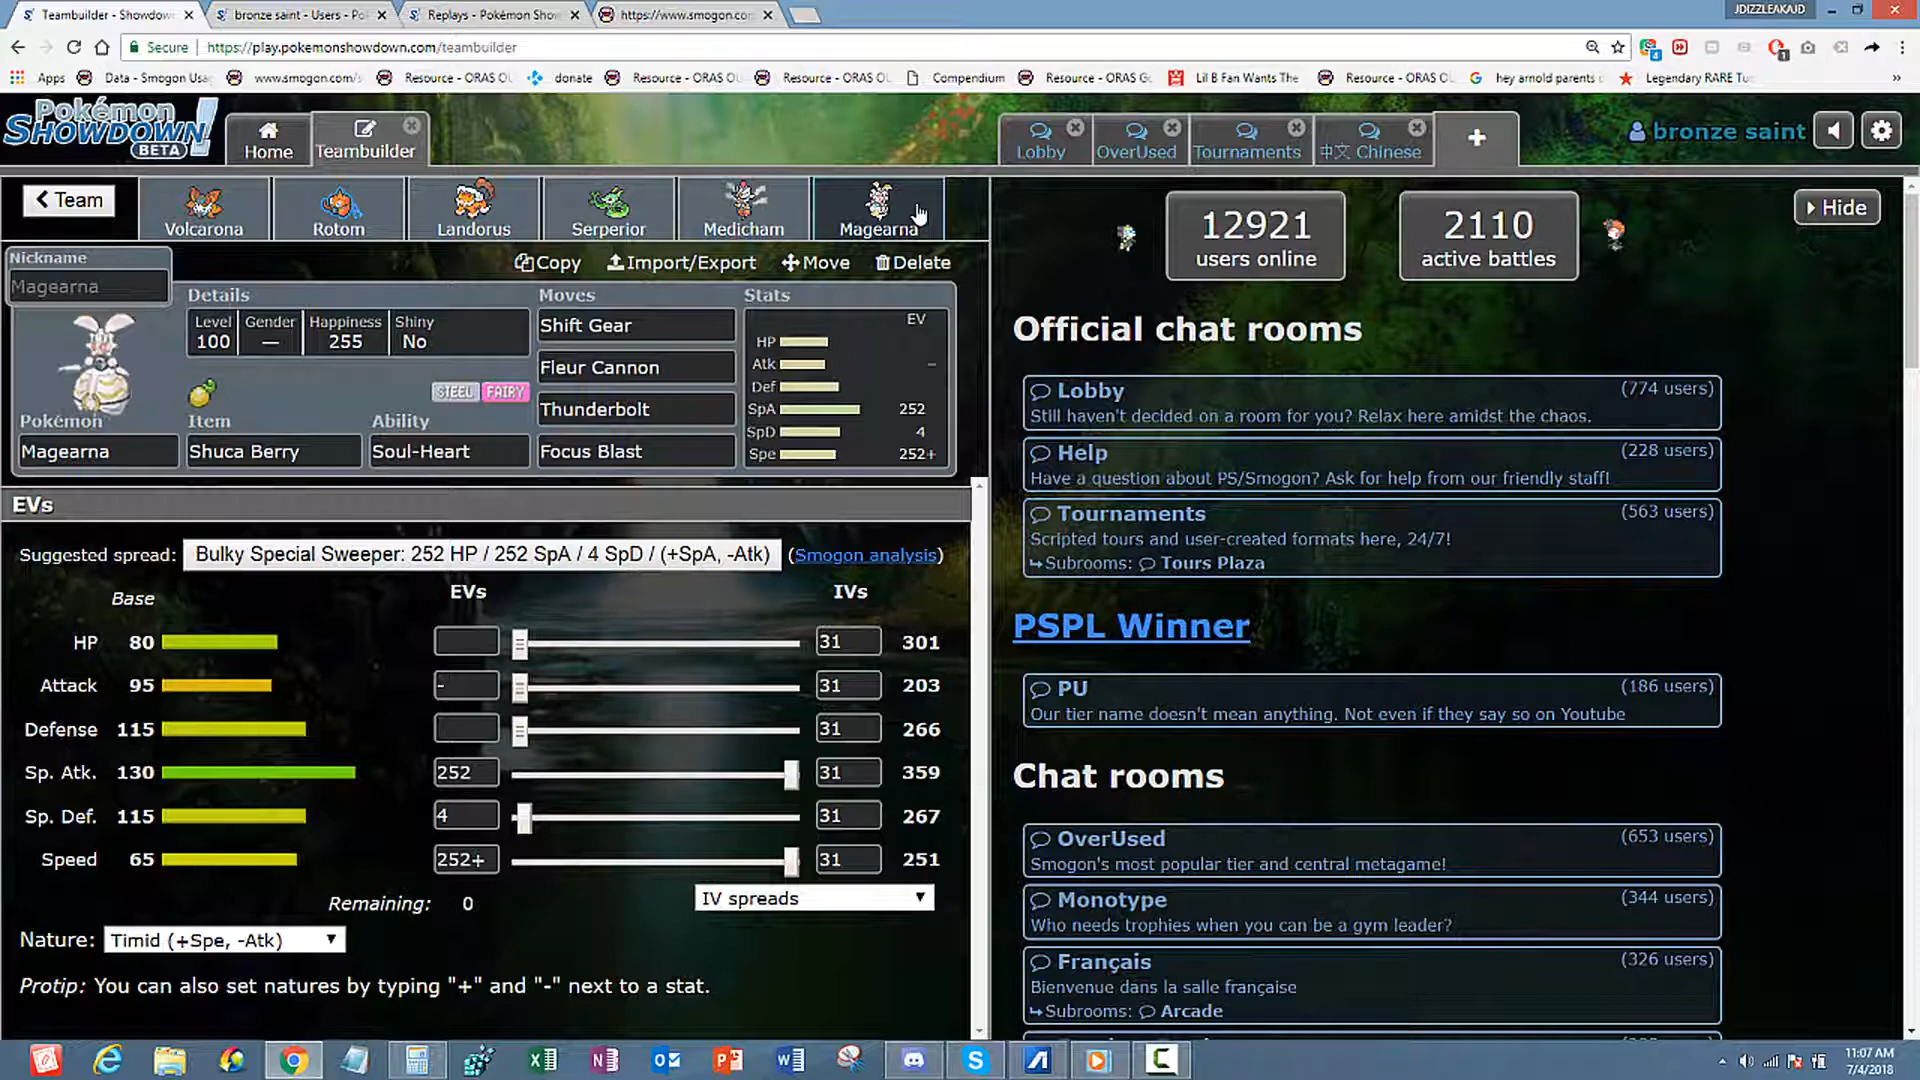 Teambuilder - Showdow
bronze saint - Users - Po
Replays - Pokémon Show
https://www.smogon.con
JDIZZLEAKAJD
Secure
https://play.pokemonshowdown.com/teambuilder
Apps
Data - Smogon Usa
www.smogon.com/s
Resource - ORAS OU
donate
Resource - ORAS OU
Resource - ORAS OU
Compendium
Resource - ORAS Go
Lil B Fan Wants The
Resource - ORAS OU
hey arnold parents
Legendary RARE Tu
Pokémon
SHOWDOWN!
BETA
Home
Teambuilder
Lobby
OverUsed
Tournaments
中文 Chinese
+
bronze saint
Team
Volcarona
Rotom
Landorus
Serperior
Medicham
Magearna
12921
users online
2110
active battles
Hide
Copy
Import/Export
Move
Delete
Nickname
Magearna
Details
Moves
Stats
Level
100
Gender
—
Happiness
255
Shiny
No
STEEL
FAIRY
Pokémon
Magearna
Item
Shuca Berry
Ability
Soul-Heart
Shift Gear
Fleur Cannon
Thunderbolt
Focus Blast
EV
HP
Atk –
Def
SpA 252
SpD 4
Spe 252+
EVs
Suggested spread: Bulky Special Sweeper: 252 HP / 252 SpA / 4 SpD / (+SpA, -Atk) (Smogon analysis)
Base EVs IVs
HP 80 31 301
Attack 95 - 31 203
Defense 115 31 266
Sp. Atk. 130 252 31 359
Sp. Def. 115 4 31 267
Speed 65 252+ 31 251
Remaining: 0
IV spreads
Nature: Timid (+Spe, -Atk)
Protip: You can also set natures by typing "+" and "-" next to a stat.
Official chat rooms
Lobby (774 users)
Still haven't decided on a room for you? Relax here amidst the chaos.
Help (228 users)
Have a question about PS/Smogon? Ask for help from our friendly staff!
Tournaments (563 users)
Scripted tours and user-created formats here, 24/7!
Subrooms: Tours Plaza
PSPL Winner
PU (186 users)
Our tier name doesn't mean anything. Not even if they say so on Youtube
Chat rooms
OverUsed (653 users)
Smogon's most popular tier and central metagame!
Monotype (344 users)
Who needs trophies when you can be a gym leader?
Français (326 users)
Bienvenue dans la salle française
Subrooms: Arcade
11:07 AM
7/4/2018